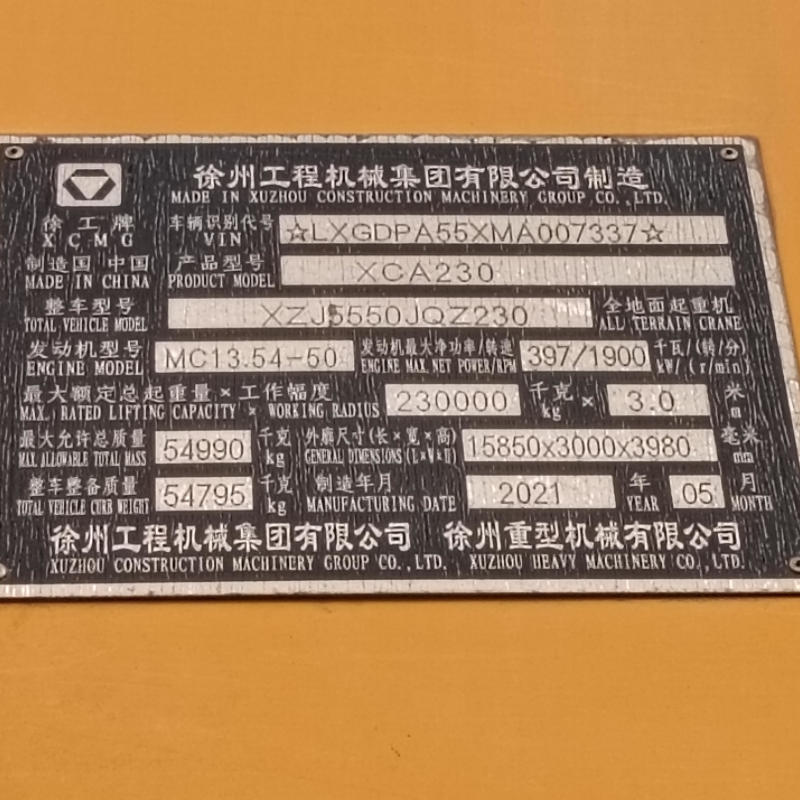 徐州工程机械集团有限公司制造
MADE IN XUZHOU CONSTRUCTION MACHINERY GROUP CO.,LTD.
徐工牌 车辆识别代号 ☆LXGDPA55XMA007337☆
XCMG VIN
制造国 中国 产品型号 XCA230
MADE IN CHINA PRODUCT MODEL
整车型号 XZJ5550JQZ230 全地面起重机
TOTAL VEHICLE MODEL ALL TERRAIN CRANE
发动机型号 MC13.54-50 发动机最大净功率/转速 397/1900 千瓦/(转/分)
ENGINE MODEL ENGINE MAX. NET POWER/RPM kW/(r/min)
最大额定总起重量×工作幅度 230000 千克 × 3.0 米
MAX. RATED LIFTING CAPACITY × WORKING RADIUS kg m
最大允许总质量 54990 千克 外廓尺寸(长×宽×高) 15850x3000x3980 毫米
MAX ALLOWABLE TOTAL MASS kg GENERAL DIMENSIONS (L×W×H) mm
整车整备质量 54795 千克 制造年月 2021 年 05 月
TOTAL VEHICLE CURB WEIGHT kg MANUFACTURING DATE YEAR MONTH
徐州工程机械集团有限公司 徐州重型机械有限公司
XUZHOU CONSTRUCTION MACHINERY GROUP CO.,LTD. XUZHOU HEAVY MACHINERY CO.,LTD.